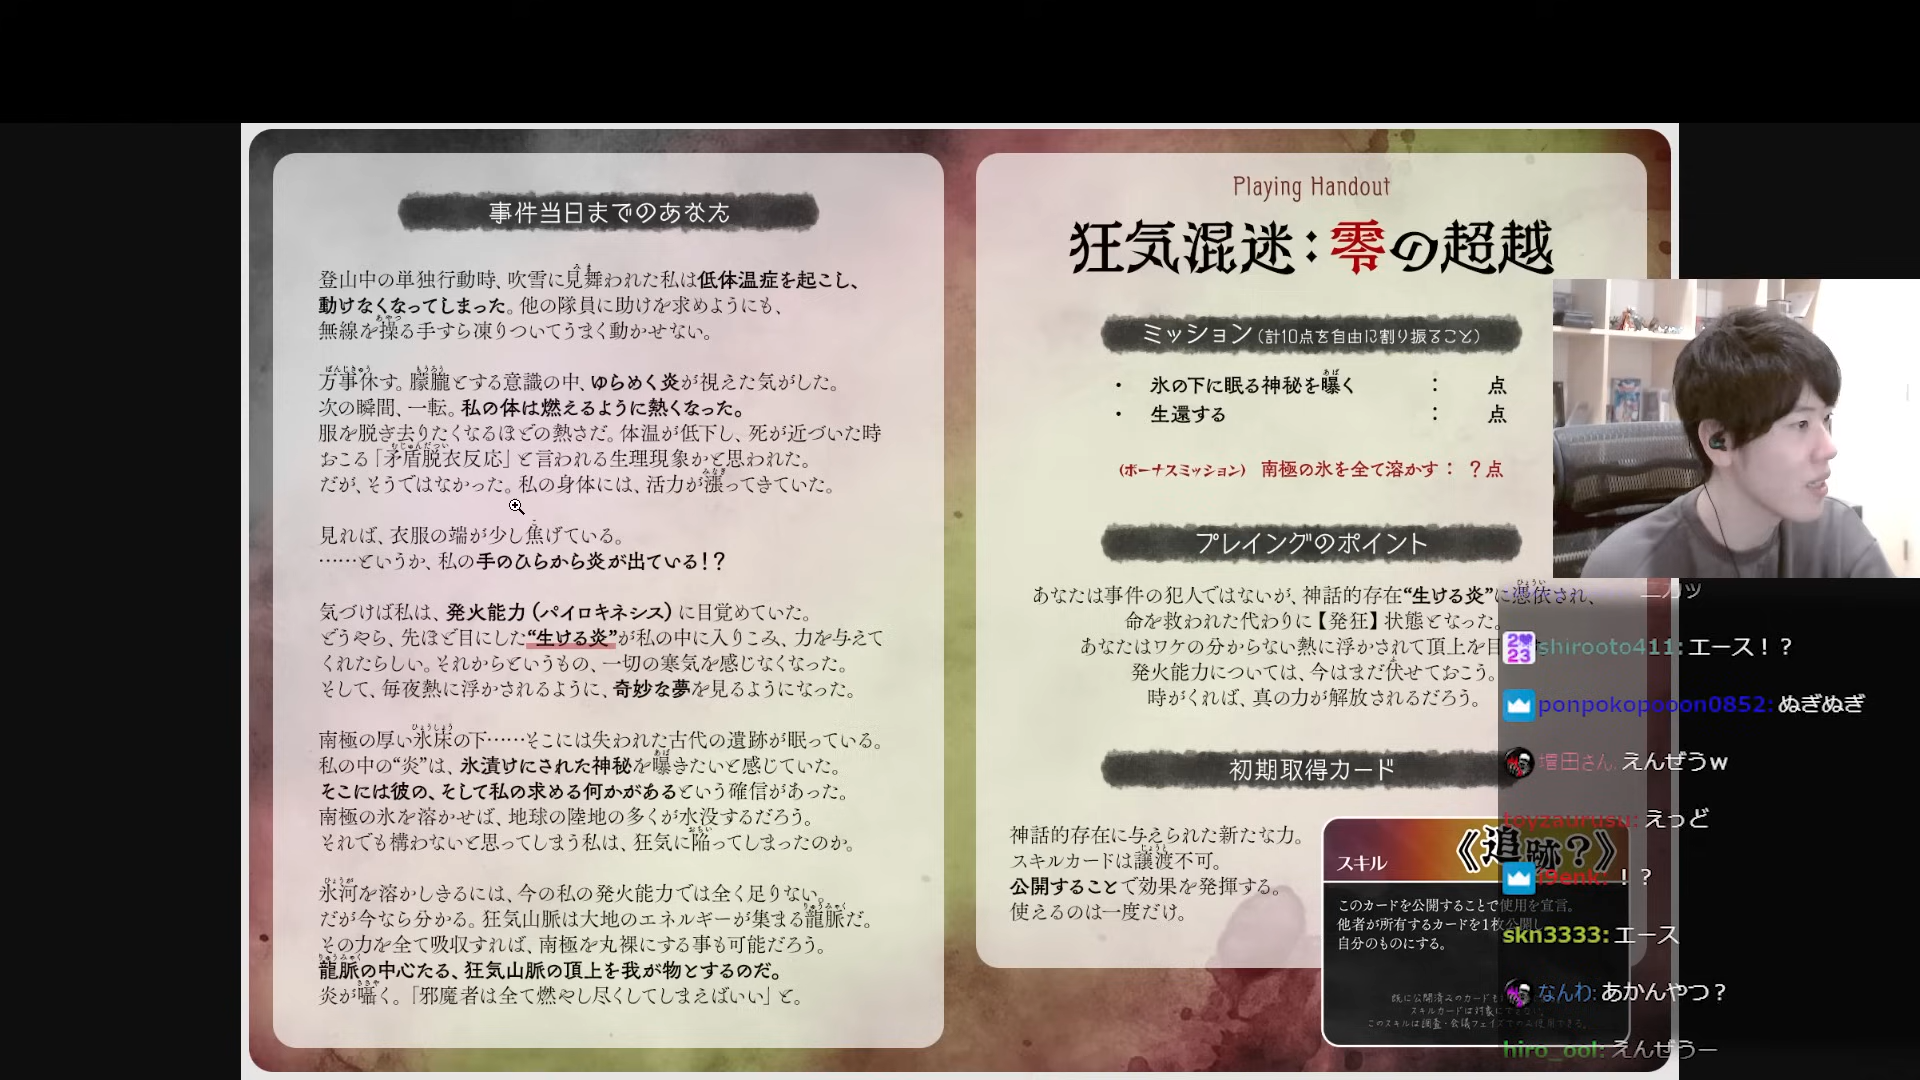 事件当日までのあなた
登山中の単独行動時、吹雪に見舞われた私は低体温症を起こし、
動けなくなってしまった。他の隊員に助けを求めようにも、
無線を操る手すら凍りついてうまく動かせない。
万事休す。朦朧とする意識の中、ゆらめく炎が視えた気がした。
次の瞬間、一転。私の体は燃えるように熱くなった。
服を脱ぎ去りたくなるほどの熱さだ。体温が低下し、死が近づいた時
おこる「矛盾脱衣反応」と言われる生理現象かと思われた。
だが、そうではなかった。私の身体には、活力が漲ってきていた。
見れば、衣服の端が少し焦げている。
……というか、私の手のひらから炎が出ている!?
気づけば私は、発火能力（パイロキネシス）に目覚めていた。
どうやら、先ほど目にした“生ける炎”が私の中に入りこみ、力を与えて
くれたらしい。それからというもの、一切の寒気を感じなくなった。
そして、毎夜熱に浮かされるように、奇妙な夢を見るようになった。
南極の厚い氷床の下……そこには失われた古代の遺跡が眠っている。
私の中の“炎”は、氷漬けにされた神秘を曝きたいと感じていた。
そこには彼の、そして私の求める何かがあるという確信があった。
南極の氷を溶かせば、地球の陸地の多くが水没するだろう。
それでも構わないと思ってしまう私は、狂気に陥ってしまったのか。
氷河を溶かしきるには、今の私の発火能力では全く足りない。
だが今なら分かる。狂気山脈は大地のエネルギーが集まる龍脈だ。
その力を全て吸収すれば、南極を丸裸にする事も可能だろう。
龍脈の中心たる、狂気山脈の頂上を我が物とするのだ。
炎が囁く。「邪魔者は全て燃やし尽くしてしまえばいい」と。
Playing Handout
狂気混迷：零の超越
ミッション（計10点を自由に割り振ること）
・ 氷の下に眠る神秘を曝く ： 点
・ 生還する ： 点
（ボーナスミッション） 南極の氷を全て溶かす： ？点
プレイングのポイント
あなたは事件の犯人ではないが、神話的存在“生ける炎”に憑依され、
命を救われた代わりに【発狂】状態となった。
あなたはワケの分からない熱に浮かされて頂上を目
発火能力については、今はまだ伏せておこう。
時がくれば、真の力が解放されるだろう。
初期取得カード
神話的存在に与えられた新たな力。
スキルカードは譲渡不可。
公開することで効果を発揮する。
使えるのは一度だけ。
スキル
《追跡？》
このカードを公開することで使用を宣言。
他者が所有するカードを1枚公開し
自分のものにする。
既に公開済みのカードも
スキルカードは対象に
このスキルは調査・会議フェイズ
ニカッ
shirooto411: エース！？
ponpokopooon0852: ぬぎぬぎ
増田さん: えんぜうw
toyzaurusu: えっど
！？
skn3333: エース
なんわ: あかんやつ？
hiro_ool: えんぜうー